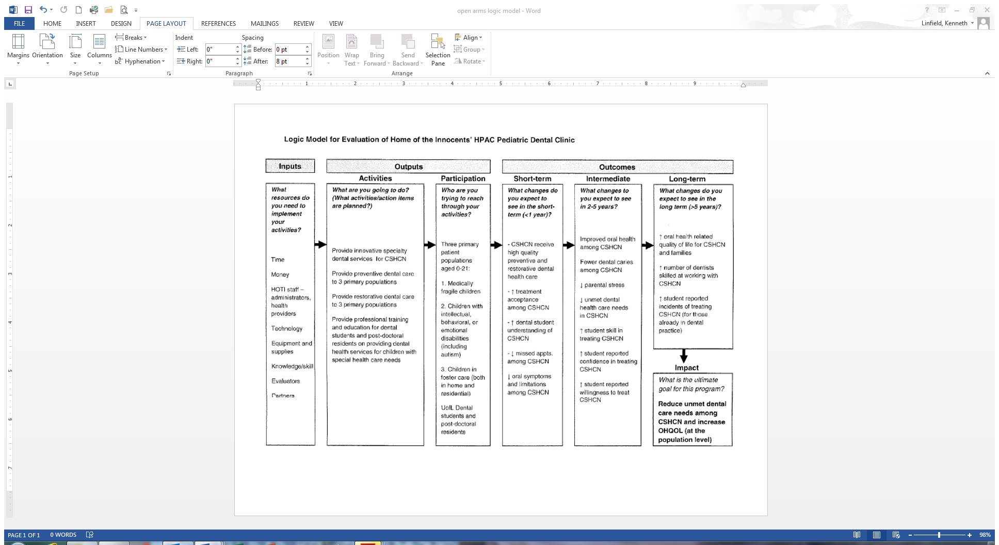 open arms logic model - Word
FILE HOME INSERT DESIGN PAGE LAYOUT REFERENCES MAILINGS REVIEW VIEW
Linfield, Kenneth
Margins
Orientation
Size
Columns
Breaks
Line Numbers
Hyphenation
Page Setup
Indent
Left: 0"
Right: 0"
Spacing
Before: 0 pt
After: 8 pt
Paragraph
Position
Wrap
Text
Bring
Forward
Send
Backward
Selection
Pane
Align
Group
Rotate
Arrange
1 2 3 4 5 6 7 8 9
1
2
3
4
5
6
7
Logic Model for Evaluation of Home of the Innocents' HPAC Pediatric Dental Clinic
Inputs
What
resources do
you need to
implement
your
activities?
Time
Money
HOTI staff –
administrators,
health
providers
Technology
Equipment and
supplies
Knowledge/skill
Evaluators
Partners
Outputs
Activities
What are you going to do?
(What activities/action items
are planned?)
Provide innovative specialty
dental services for CSHCN
Provide preventive dental care
to 3 primary populations
Provide restorative dental care
to 3 primary populations
Provide professional training
and education for dental
students and post-doctoral
residents on providing dental
health services for children with
special health care needs
Participation
Who are you
trying to reach
through your
activities?
Three primary
patient
populations
aged 0-21:
1. Medically
fragile children
2. Children with
intellectual,
behavioral, or
emotional
disabilities
(including
autism)
3. Children in
foster care (both
in home and
residential)
UofL Dental
students and
post-doctoral
residents
Outcomes
Short-term
What changes do
you expect to
see in the short-
term (<1 year)?
- CSHCN receive
high quality
preventive and
restorative dental
health care
- ↑ treatment
acceptance
among CSHCN
- ↑ dental student
understanding of
CSHCN
- ↓ missed appts.
among CSHCN
↓ oral symptoms
and limitations
among CSHCN
Intermediate
What changes to
you expect to see
in 2-5 years?
Improved oral health
among CSHCN
Fewer dental caries
among CSHCN
↓ parental stress
↓ unmet dental
health care needs
in CSHCN
↑ student skill in
treating CSHCN
↑ student reported
confidence in treating
CSHCN
↑ student reported
willingness to treat
CSHCN
Long-term
What changes do you
expect to see in the
long term (>5 years)?
↑ oral health related
quality of life for CSHCN
and families
↑ number of dentists
skilled at working with
CSHCN
↑ student reported
incidents of treating
CSHCN (for those
already in dental
practice)
Impact
What is the ultimate
goal for this program?
Reduce unmet dental
care needs among
CSHCN and increase
OHQOL (at the
population level)
PAGE 1 OF 1 0 WORDS
98%